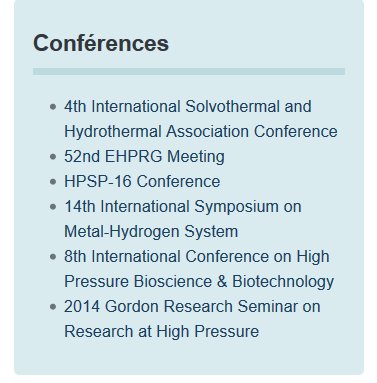 Conférences
4th International Solvothermal and
Hydrothermal Association Conference
52nd EHPRG Meeting
HPSP-16 Conference
14th International Symposium on
Metal-Hydrogen System
8th International Conference on High
Pressure Bioscience & Biotechnology
2014 Gordon Research Seminar on
Research at High Pressure